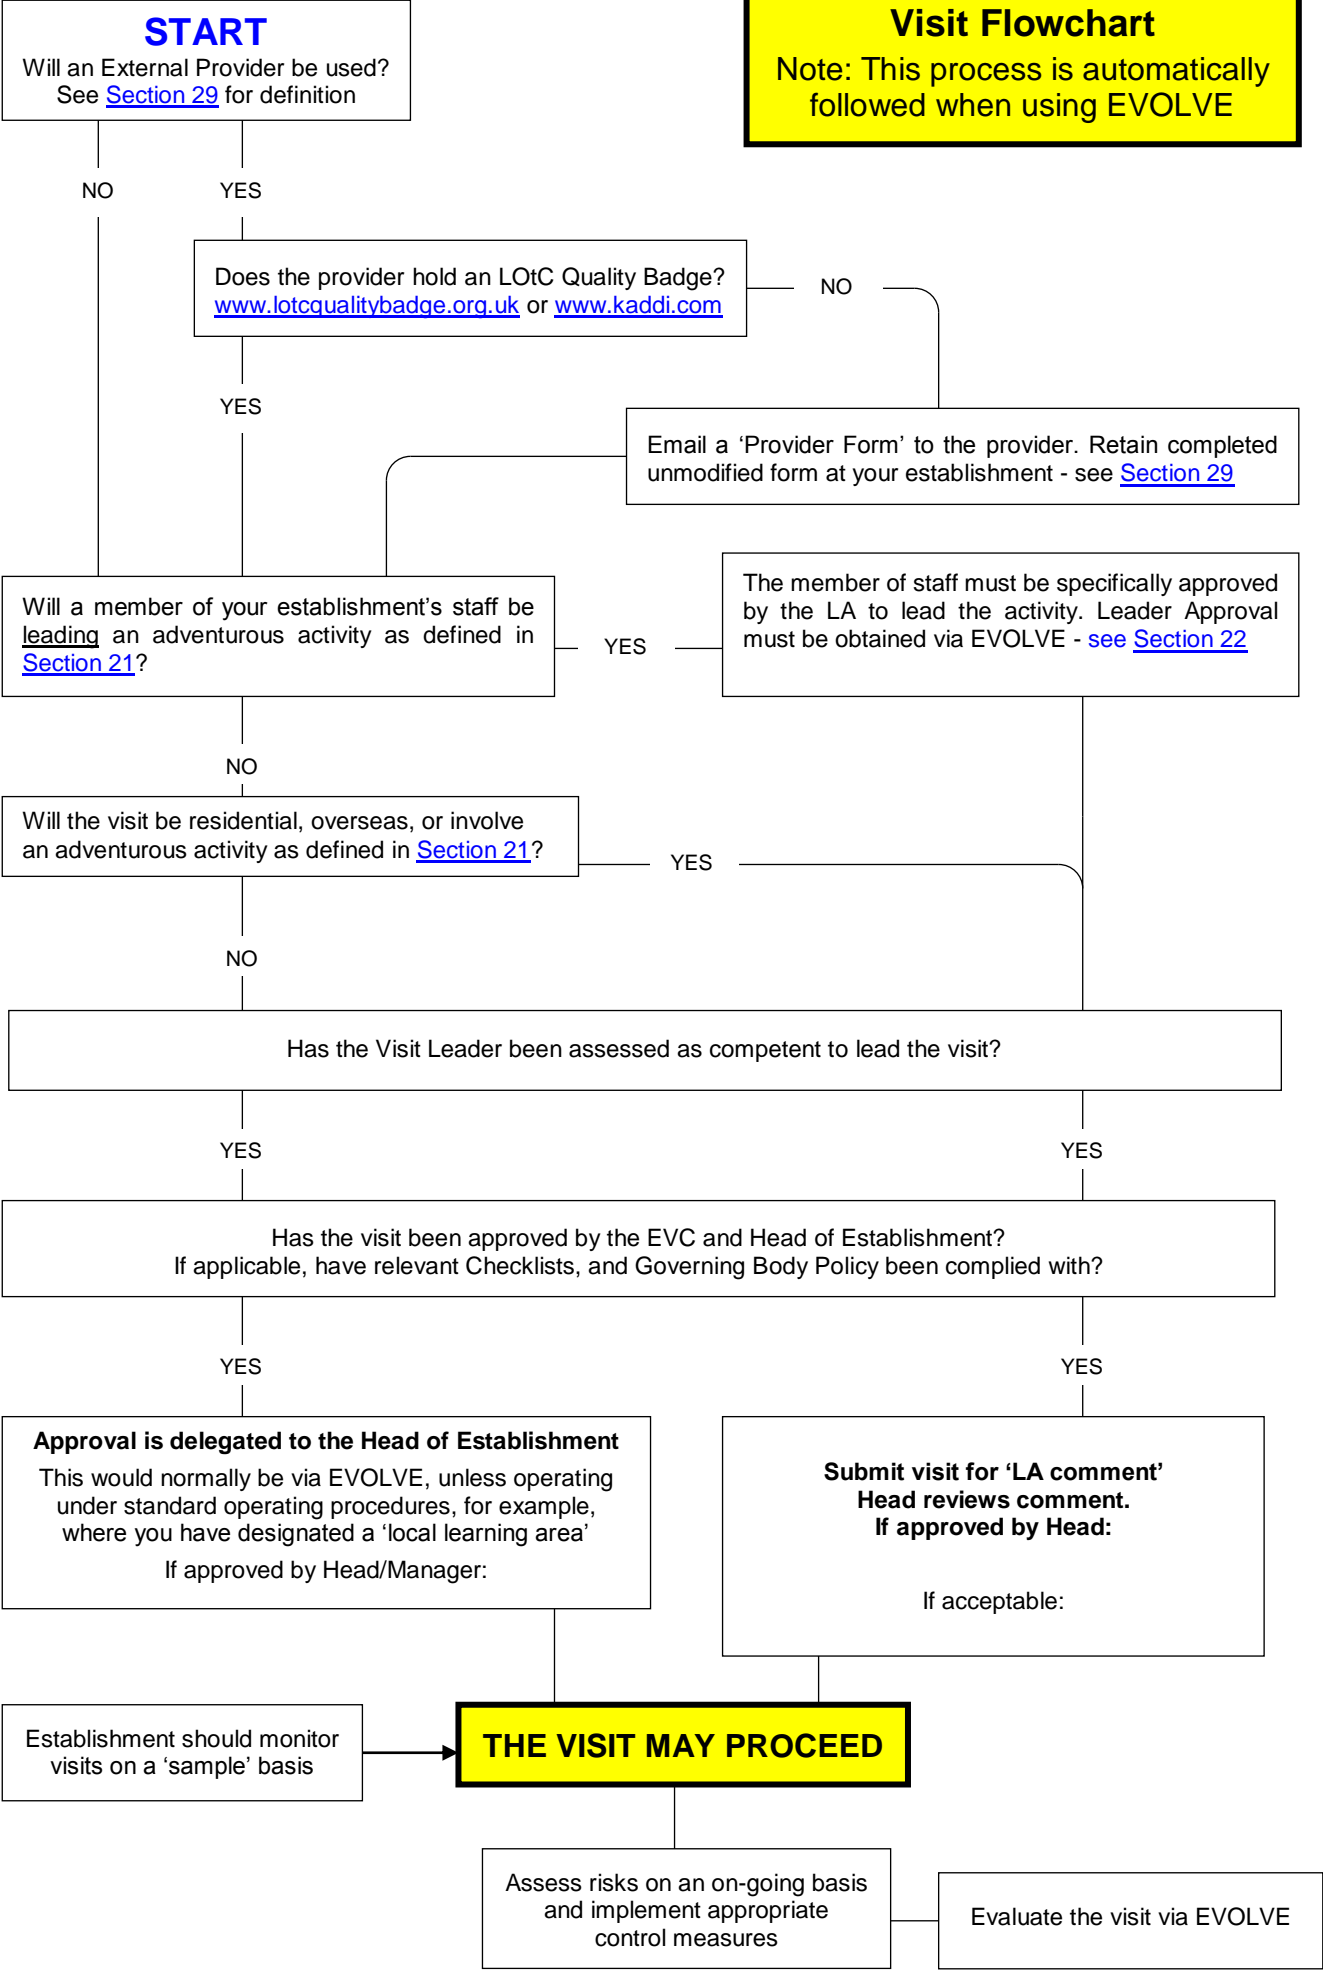 START
Will an External Provider be used?
See Section 29 for definition
Visit Flowchart
Note: This process is automatically
followed when using EVOLVE
NO
YES
Does the provider hold an LOtC Quality Badge?
www.lotcqualitybadge.org.uk or www.kaddi.com
NO
YES
Email a ‘Provider Form’ to the provider. Retain completed
unmodified form at your establishment - see Section 29
Will a member of your establishment’s staff be
leading an adventurous activity as defined in
Section 21?
YES
The member of staff must be specifically approved
by the LA to lead the activity. Leader Approval
must be obtained via EVOLVE - see Section 22
NO
Will the visit be residential, overseas, or involve
an adventurous activity as defined in Section 21?
YES
NO
Has the Visit Leader been assessed as competent to lead the visit?
YES
YES
Has the visit been approved by the EVC and Head of Establishment?
If applicable, have relevant Checklists, and Governing Body Policy been complied with?
YES
YES
Approval is delegated to the Head of Establishment
This would normally be via EVOLVE, unless operating
under standard operating procedures, for example,
where you have designated a ‘local learning area’
If approved by Head/Manager:
Submit visit for ‘LA comment’
Head reviews comment.
If approved by Head:
If acceptable:
Establishment should monitor
visits on a ‘sample’ basis
THE VISIT MAY PROCEED
Assess risks on an on-going basis
and implement appropriate
control measures
Evaluate the visit via EVOLVE